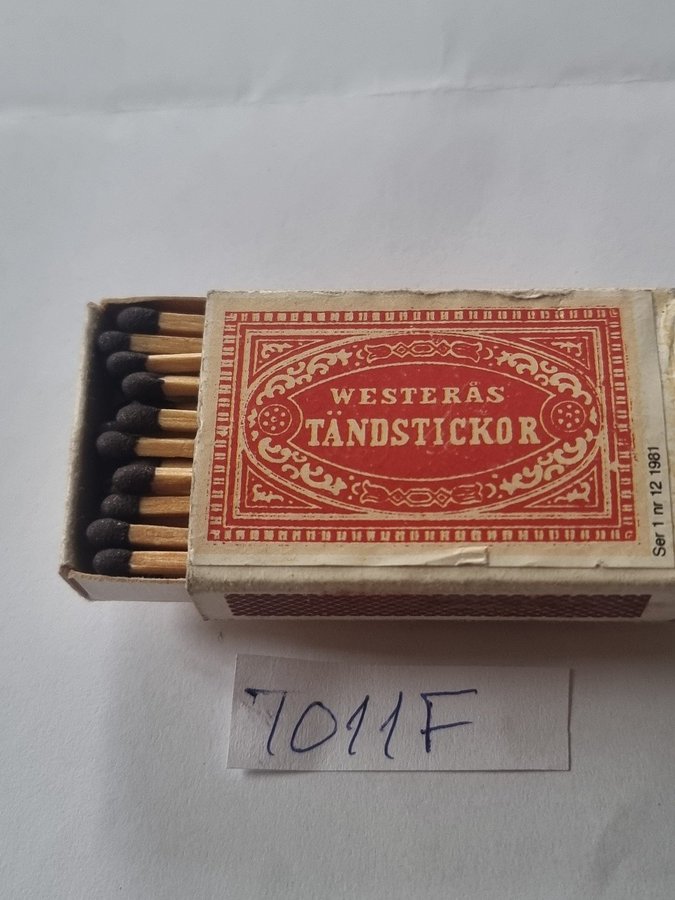 WESTERÅS
TÄNDSTICKOR
Ser 1 nr 12 1981
7011F